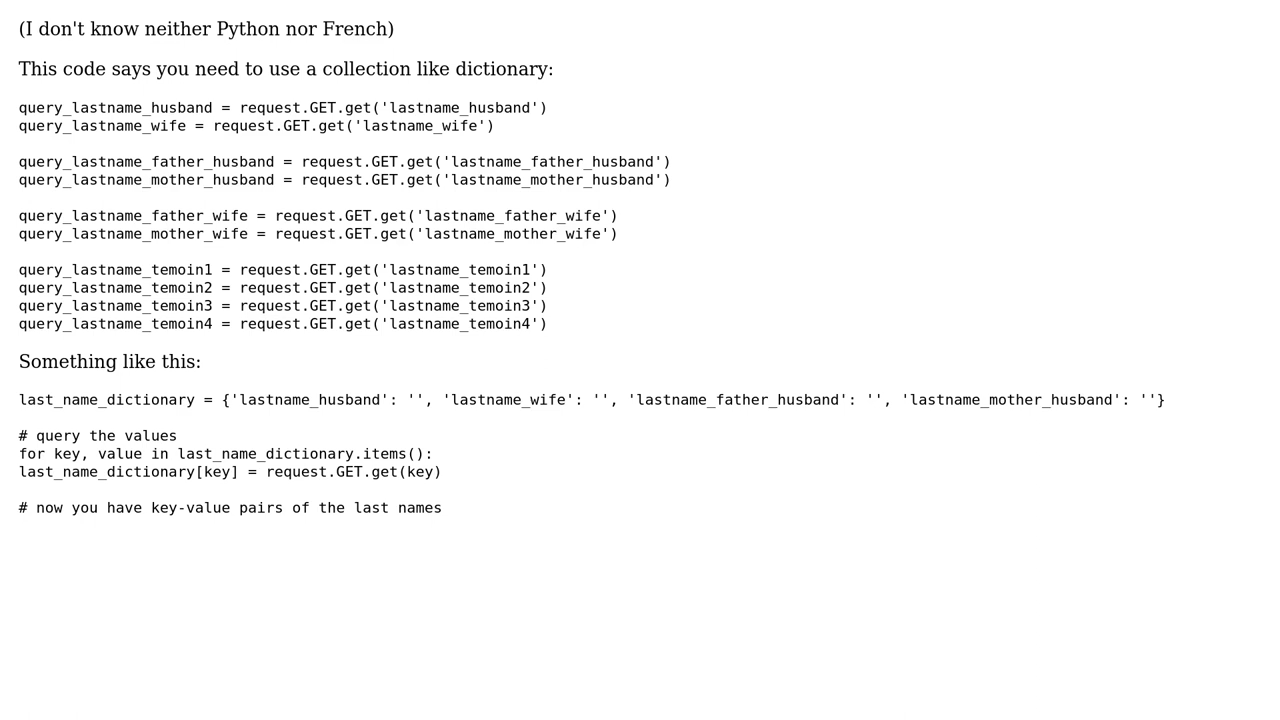 (I don't know neither Python nor French)
This code says you need to use a collection like dictionary:
query_lastname_husband = request.GET.get('lastname_husband')
query_lastname_wife = request.GET.get('lastname_wife')
query_lastname_father_husband = request.GET.get('lastname_father_husband')
query_lastname_mother_husband = request.GET.get('lastname_mother_husband')
query_lastname_father_wife = request.GET.get('lastname_father_wife')
query_lastname_mother_wife = request.GET.get('lastname_mother_wife')
query_lastname_temoin1 = request.GET.get('lastname_temoin1')
query_lastname_temoin2 = request.GET.get('lastname_temoin2')
query_lastname_temoin3 = request.GET.get('lastname_temoin3')
query_lastname_temoin4 = request.GET.get('lastname_temoin4')
Something like this:
last_name_dictionary = {'lastname_husband': '', 'lastname_wife': '', 'lastname_father_husband': '', 'lastname_mother_husband': ''}
# query the values
for key, value in last_name_dictionary.items():
last_name_dictionary[key] = request.GET.get(key)
# now you have key-value pairs of the last names